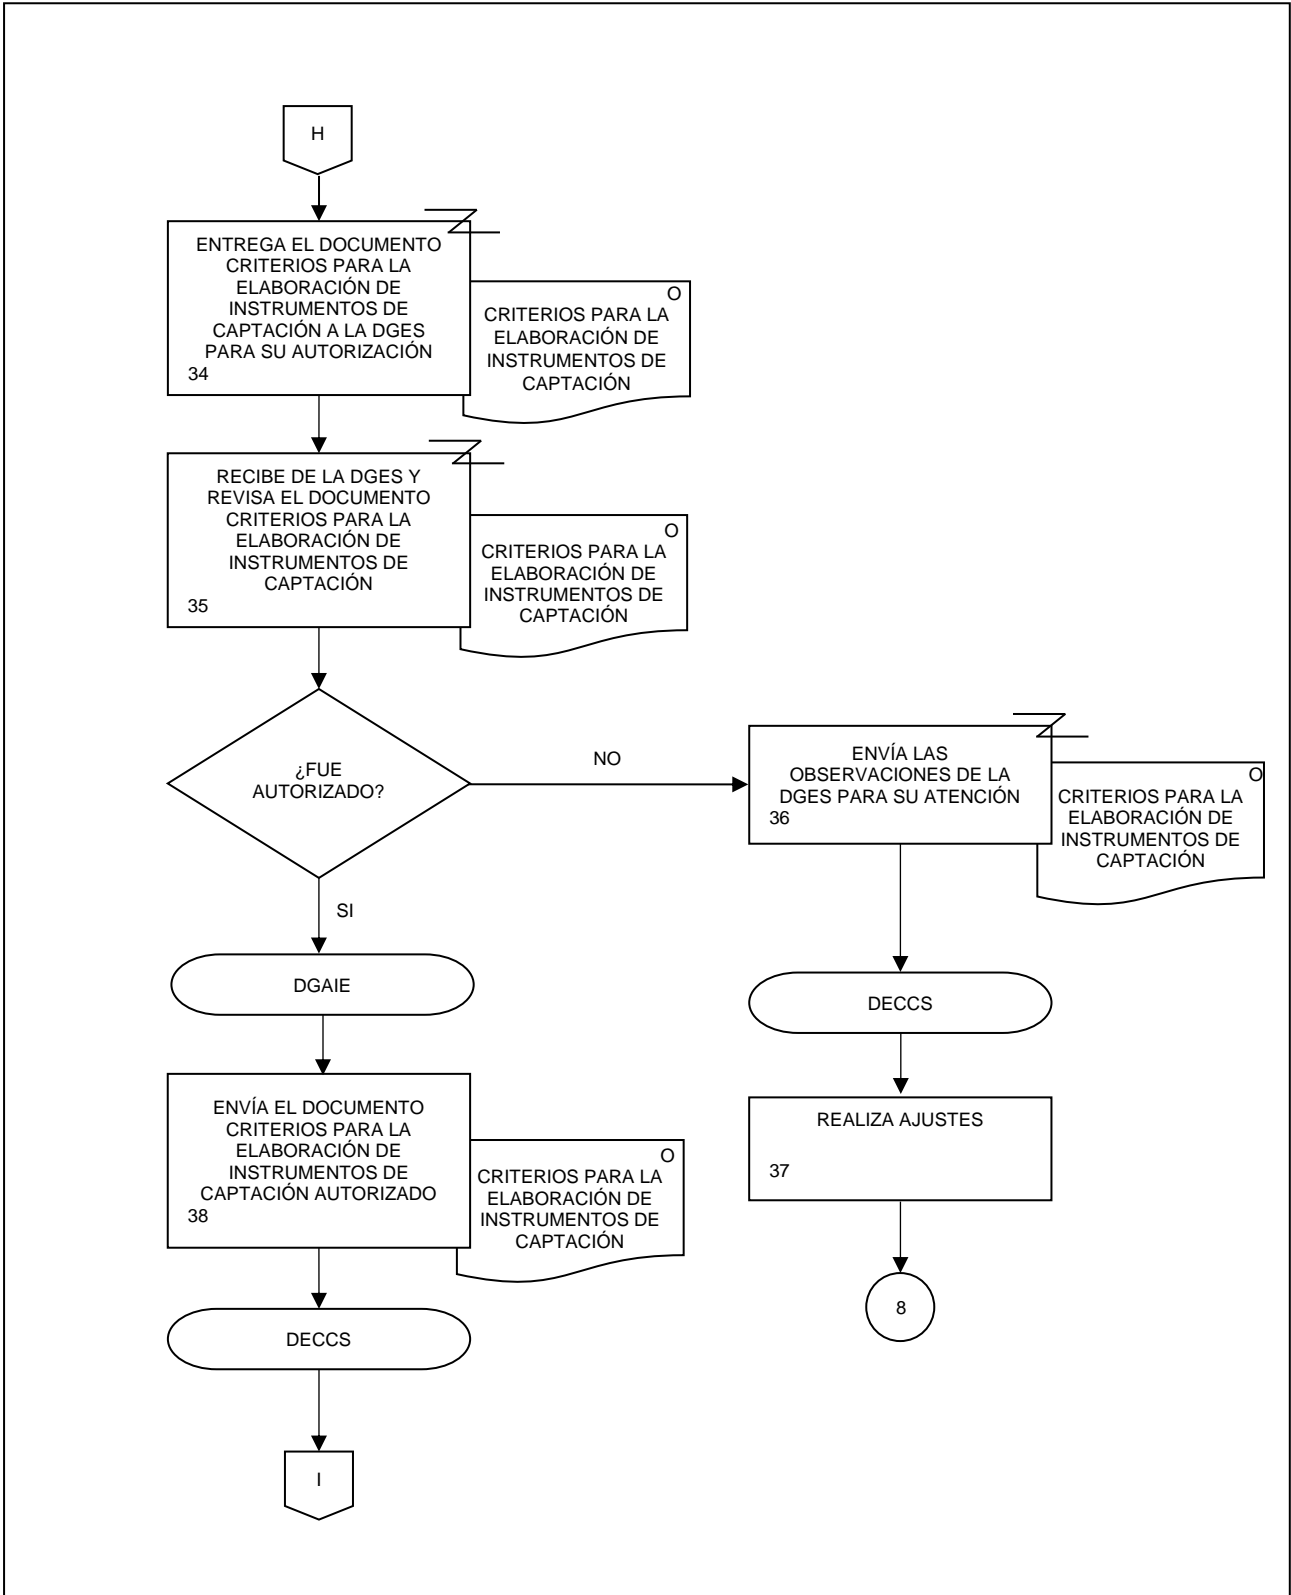 H
ENTREGA EL DOCUMENTO
CRITERIOS PARA LA
ELABORACIÓN DE
INSTRUMENTOS DE
CAPTACIÓN A LA DGES
PARA SU AUTORIZACIÓN
34
O
CRITERIOS PARA LA
ELABORACIÓN DE
INSTRUMENTOS DE
CAPTACIÓN
RECIBE DE LA DGES Y
REVISA EL DOCUMENTO
CRITERIOS PARA LA
ELABORACIÓN DE
INSTRUMENTOS DE
CAPTACIÓN
35
O
CRITERIOS PARA LA
ELABORACIÓN DE
INSTRUMENTOS DE
CAPTACIÓN
¿FUE
AUTORIZADO?
NO
ENVÍA LAS
OBSERVACIONES DE LA
DGES PARA SU ATENCIÓN
36
O
CRITERIOS PARA LA
ELABORACIÓN DE
INSTRUMENTOS DE
CAPTACIÓN
SI
DGAIE
DECCS
ENVÍA EL DOCUMENTO
CRITERIOS PARA LA
ELABORACIÓN DE
INSTRUMENTOS DE
CAPTACIÓN AUTORIZADO
38
O
CRITERIOS PARA LA
ELABORACIÓN DE
INSTRUMENTOS DE
CAPTACIÓN
REALIZA AJUSTES
37
DECCS
8
I